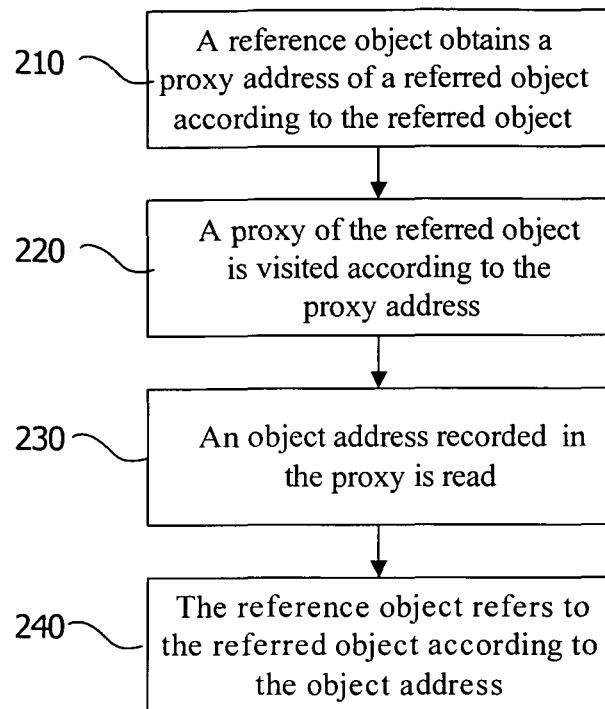 210
A reference object obtains a
proxy address of a referred object
according to the referred object
220
A proxy of the referred object
is visited according to the
proxy address
230
An object address recorded in
the proxy is read
240
The reference object refers to
the referred object according to
the object address